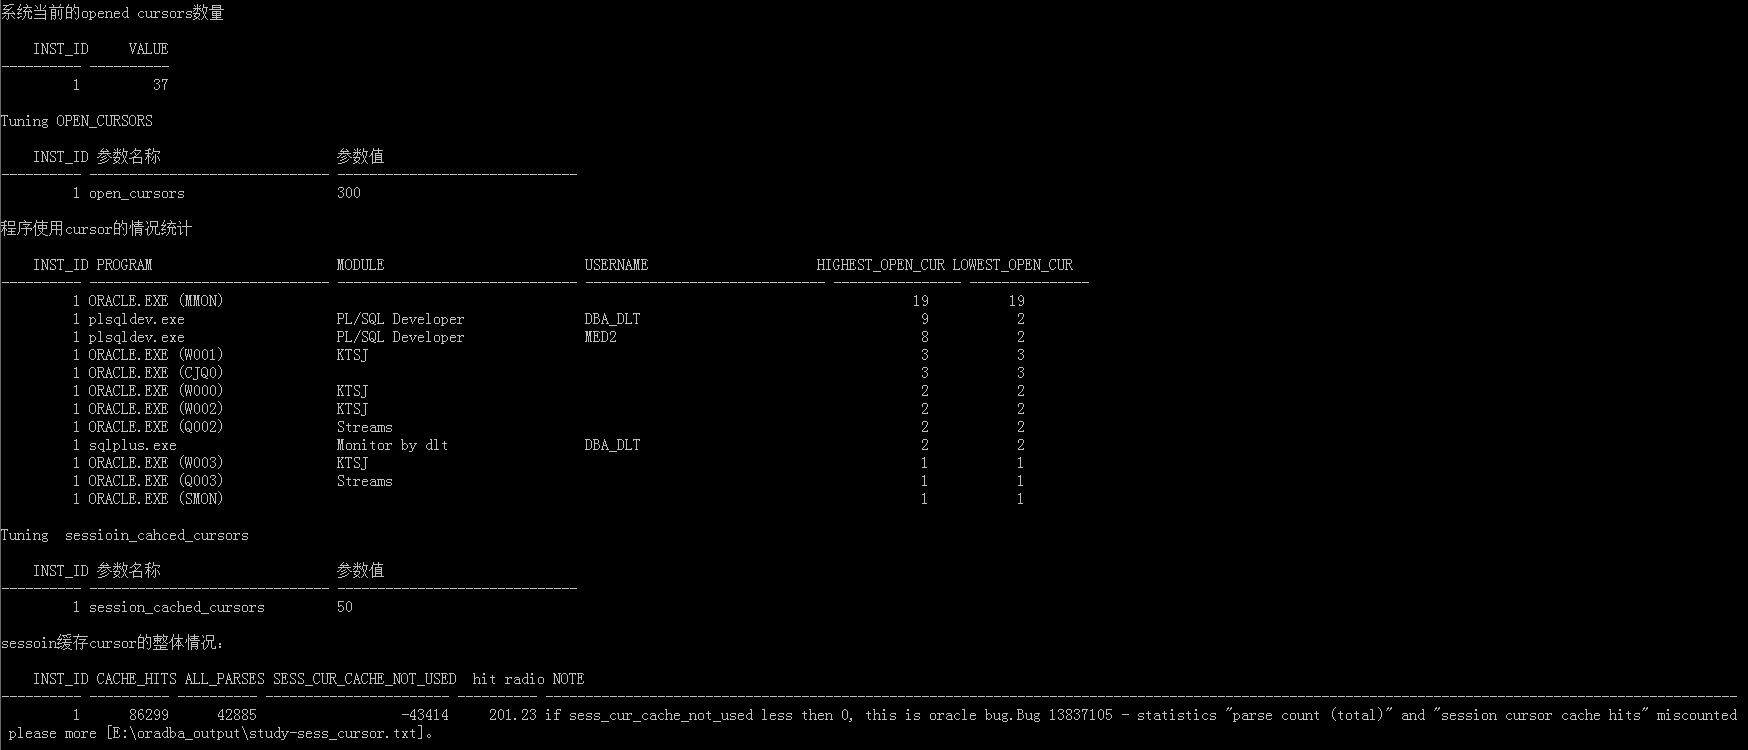 系统当前的opened cursors数量
INST_ID VALUE
---------- ----------
1 37
Tuning OPEN_CURSORS
INST_ID 参数名称 参数值
---------- ------------------------------ ------------------------------
1 open_cursors 300
程序使用cursor的情况统计
INST_ID PROGRAM MODULE USERNAME HIGHEST_OPEN_CUR LOWEST_OPEN_CUR
---------- ------------------------------ ------------------------------ ------------------------------ ---------------- ---------------
1 ORACLE.EXE (MMON) 19 19
1 plsqldev.exe PL/SQL Developer DBA_DLT 9 2
1 plsqldev.exe PL/SQL Developer MED2 8 2
1 ORACLE.EXE (W001) KTSJ 3 3
1 ORACLE.EXE (CJQ0) 3 3
1 ORACLE.EXE (W000) KTSJ 2 2
1 ORACLE.EXE (W002) KTSJ 2 2
1 ORACLE.EXE (Q002) Streams 2 2
1 sqlplus.exe Monitor by dlt DBA_DLT 2 2
1 ORACLE.EXE (W003) KTSJ 1 1
1 ORACLE.EXE (Q003) Streams 1 1
1 ORACLE.EXE (SMON) 1 1
Tuning  sessioin_cahced_cursors
INST_ID 参数名称 参数值
---------- ------------------------------ ------------------------------
1 session_cached_cursors 50
sessoin缓存cursor的整体情况：
INST_ID CACHE_HITS ALL_PARSES SESS_CUR_CACHE_NOT_USED hit radio NOTE
---------- ---------- ---------- ----------------------- ---------- ----------------------------------------------------------------------
1 86299 42885 -43414 201.23 if sess_cur_cache_not_used less then 0, this is oracle bug.Bug 13837105 - statistics "parse count (total)" and "session cursor cache hits" miscounted
please more [E:\oradba_output\study-sess_cursor.txt]。